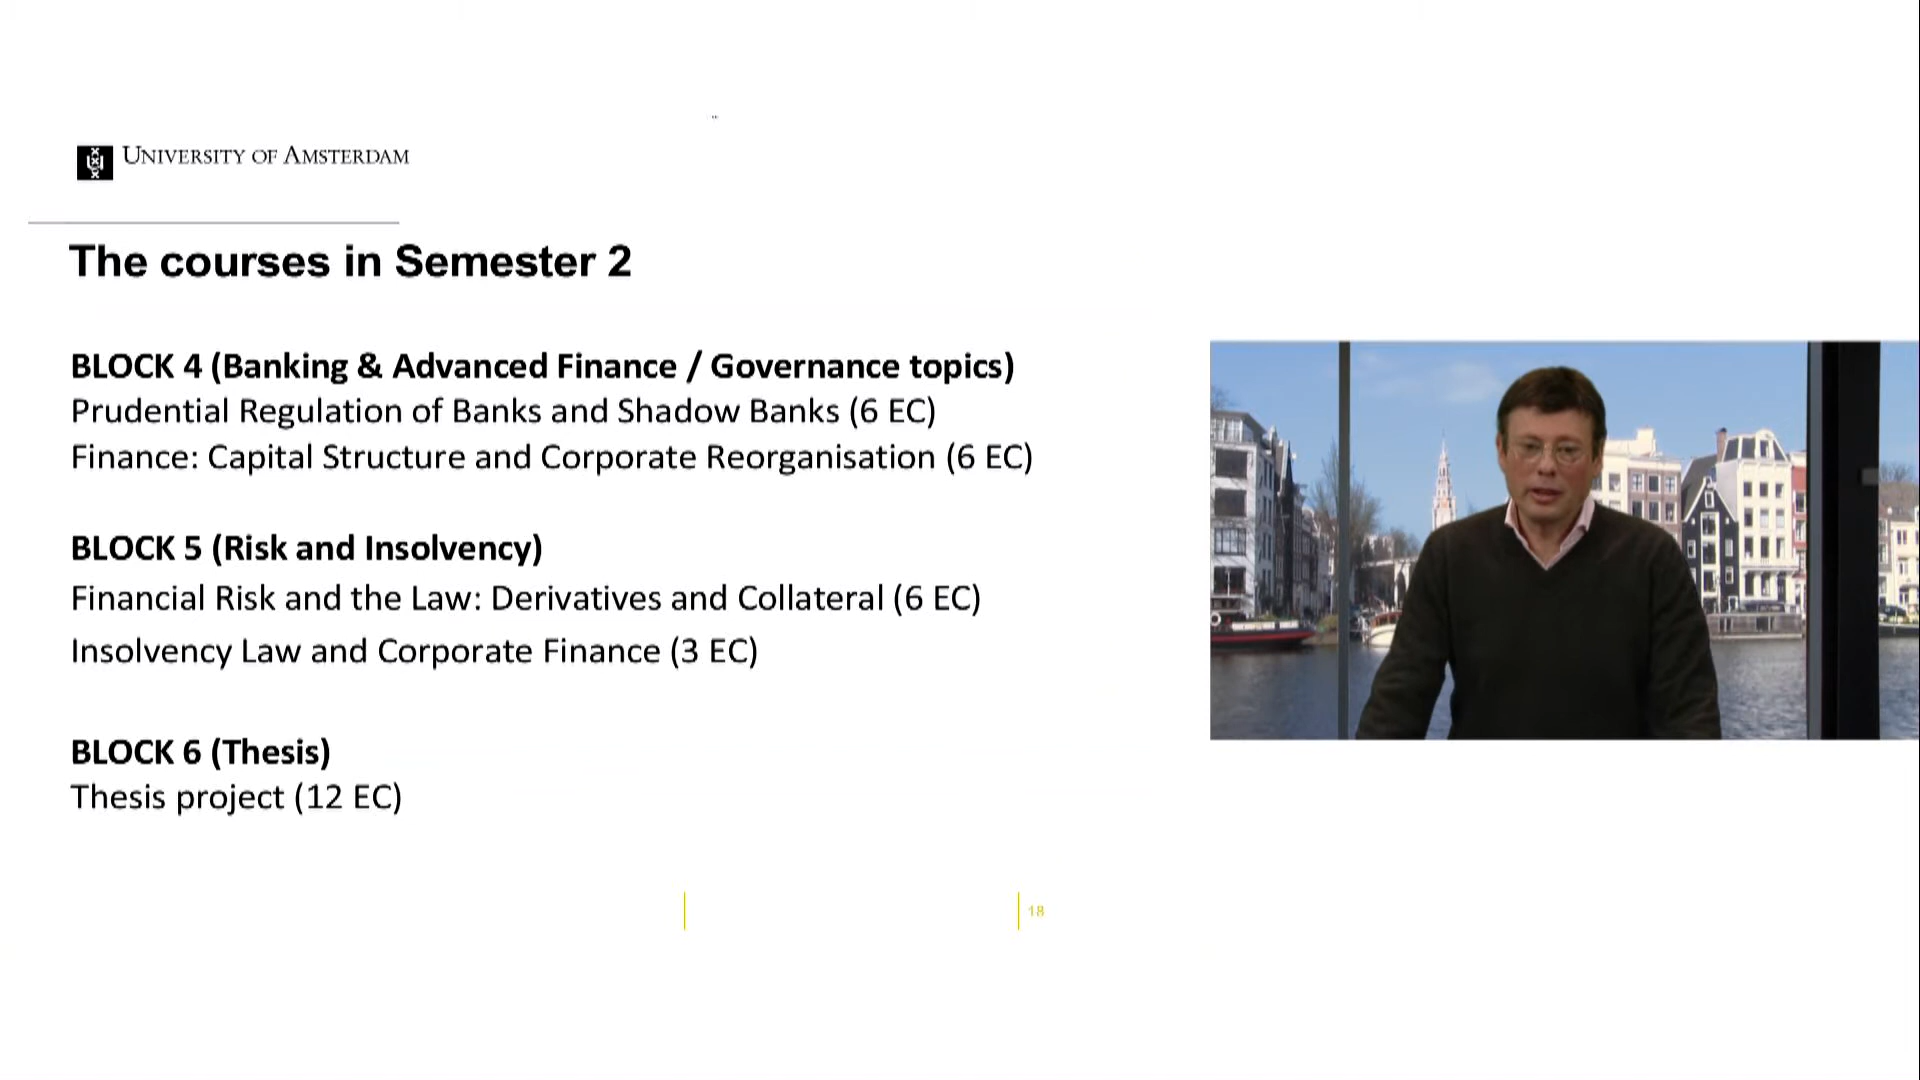 UNIVERSITY OF AMSTERDAM
The courses in Semester 2
BLOCK 4 (Banking & Advanced Finance / Governance topics)
Prudential Regulation of Banks and Shadow Banks (6 EC)
Finance: Capital Structure and Corporate Reorganisation (6 EC)
BLOCK 5 (Risk and Insolvency)
Financial Risk and the Law: Derivatives and Collateral (6 EC)
Insolvency Law and Corporate Finance (3 EC)
BLOCK 6 (Thesis)
Thesis project (12 EC)
18